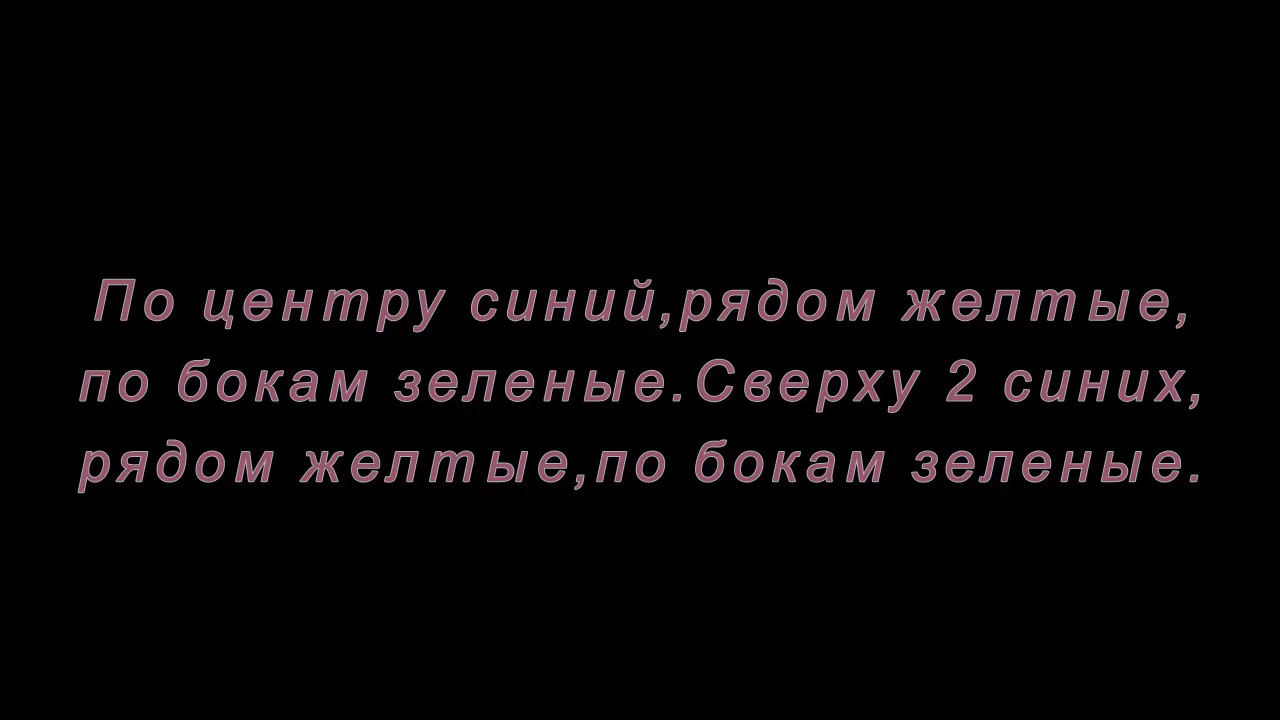 По центру синий,рядом желтые,
по бокам зеленые.Сверху 2 синих,
рядом желтые,по бокам зеленые.